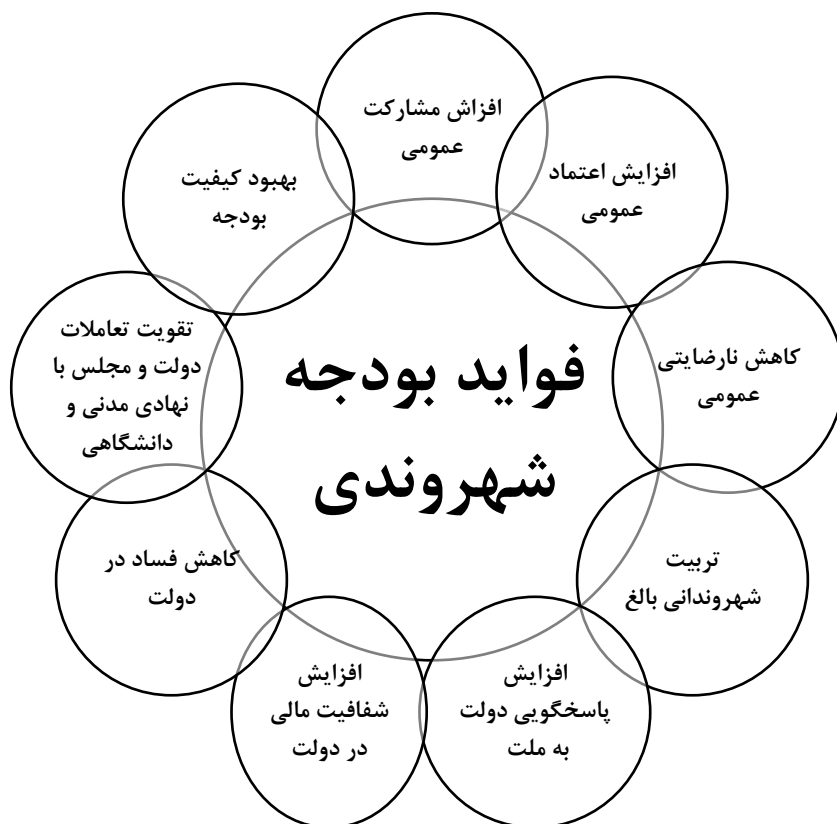 افزاش مشارکت
عمومی
افزایش اعتماد
عمومی
بهبود کیفیت
بودجه
کاهش نارضایتی
عمومی
تقویت تعاملات
دولت و مجلس با
نهادی مدنی و
دانشگاهی
فواید بودجه
شهروندی
تربیت
شهروندانی بالغ
کاهش فساد در
دولت
افزایش
پاسخگویی دولت
به ملت
افزایش
شفافیت مالی
در دولت